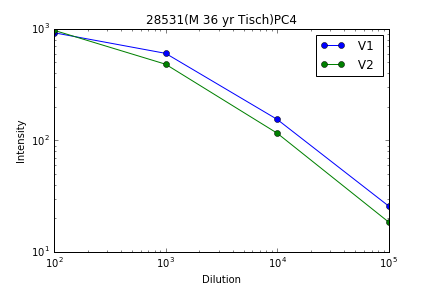 28531(M 36 yr Tisch)PC4
10³
10²
10¹
Intensity
V1
V2
10² 10³ 10⁴ 10⁵
Dilution